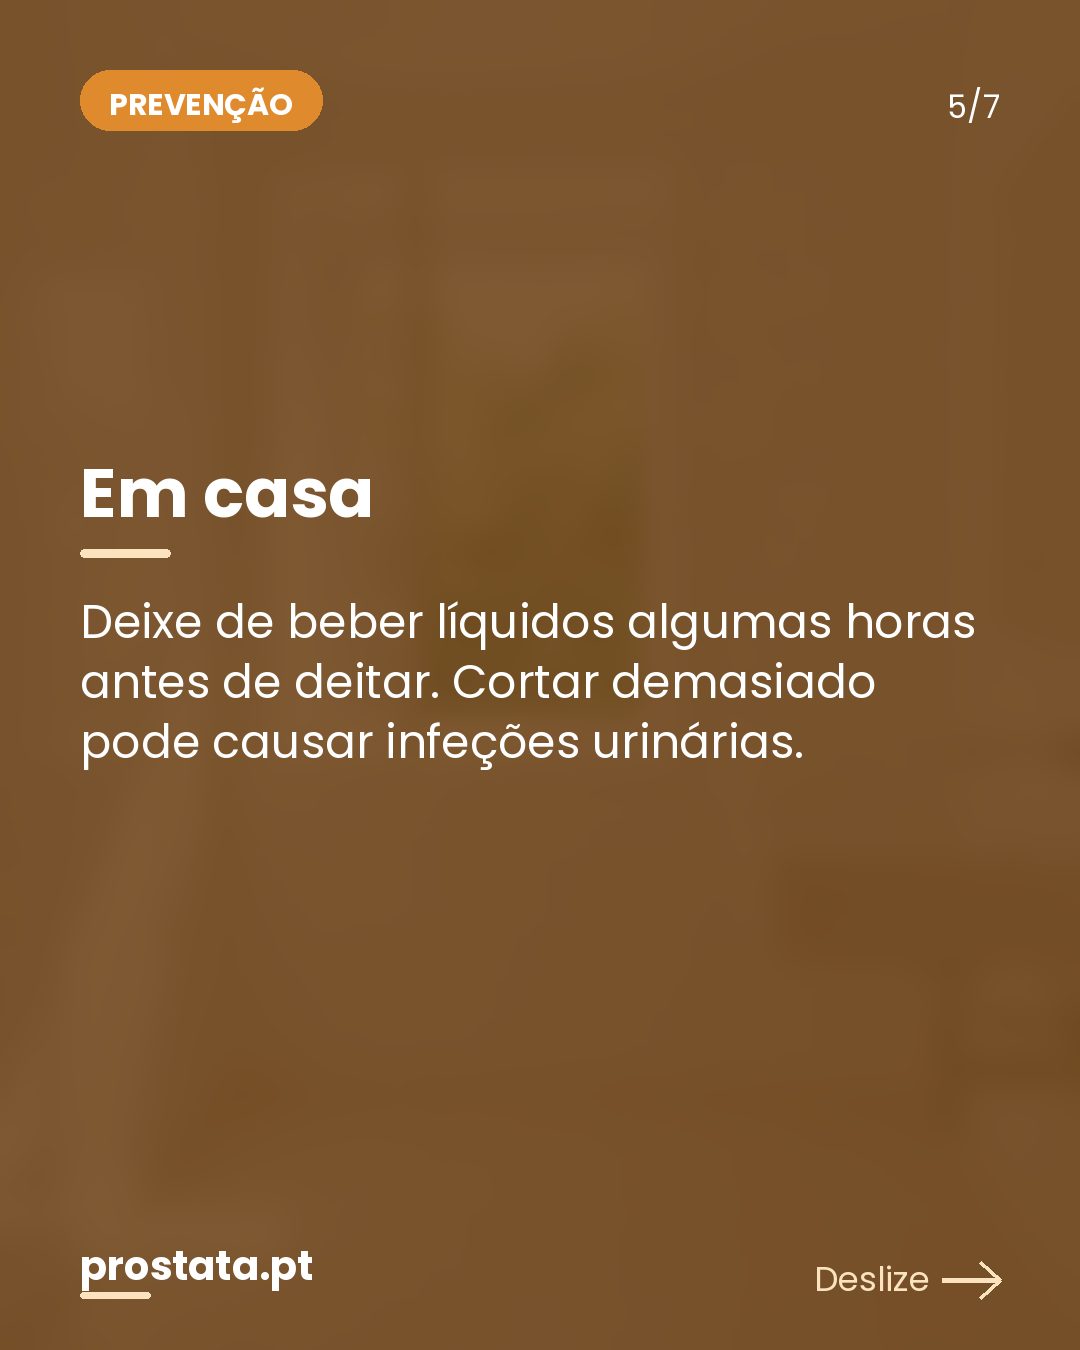 PREVENÇÃO
5/7
Em casa
Deixe de beber líquidos algumas horas
antes de deitar. Cortar demasiado
pode causar infeções urinárias.
prostata.pt
Deslize